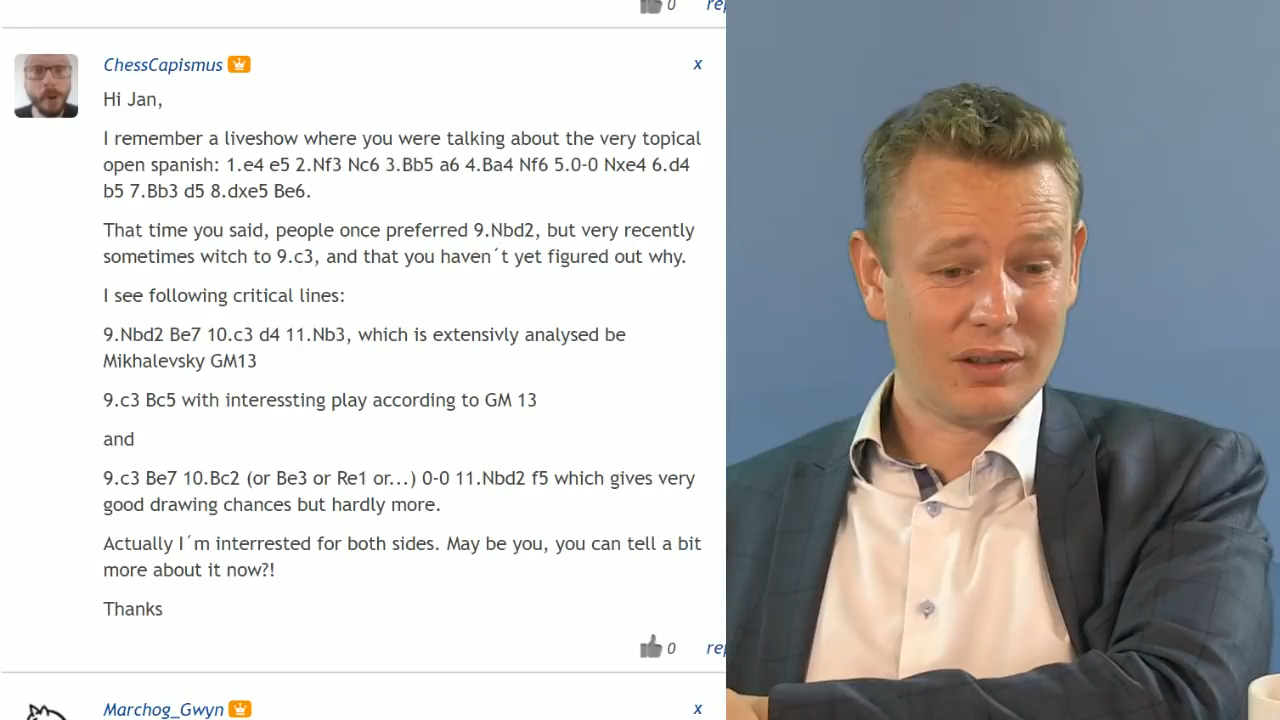 0 re
ChessCapismus x
Hi Jan,
I remember a liveshow where you were talking about the very topical
open spanish: 1.e4 e5 2.Nf3 Nc6 3.Bb5 a6 4.Ba4 Nf6 5.0-0 Nxe4 6.d4
b5 7.Bb3 d5 8.dxe5 Be6.
That time you said, people once preferred 9.Nbd2, but very recently
sometimes witch to 9.c3, and that you haven´t yet figured out why.
I see following critical lines:
9.Nbd2 Be7 10.c3 d4 11.Nb3, which is extensivly analysed be
Mikhalevsky GM13
9.c3 Bc5 with interessting play according to GM 13
and
9.c3 Be7 10.Bc2 (or Be3 or Re1 or...) 0-0 11.Nbd2 f5 which gives very
good drawing chances but hardly more.
Actually I´m interrested for both sides. May be you, you can tell a bit
more about it now?!
Thanks
0 rep
Marchog_Gwyn x